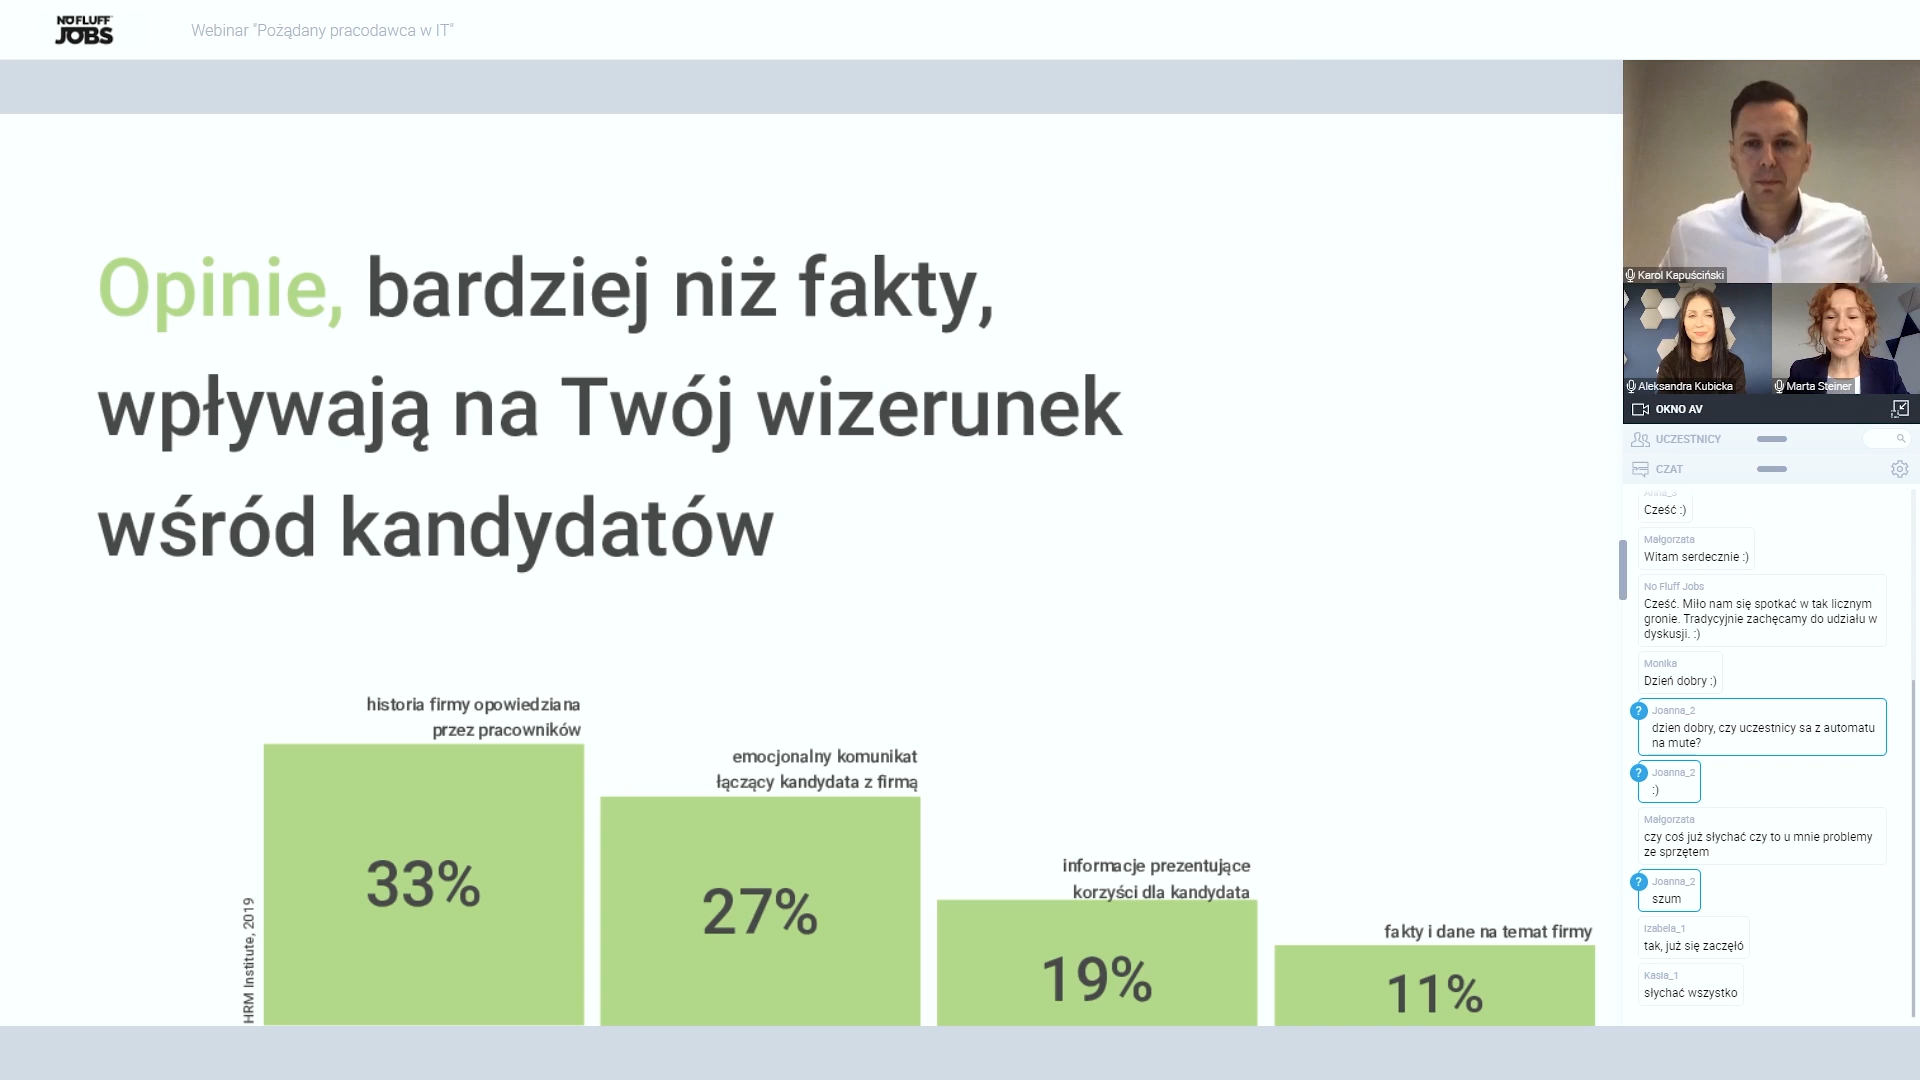 NO FLUFF
JOBS
Webinar "Pożądany pracodawca w IT"
Opinie, bardziej niż fakty,
wpływają na Twój wizerunek
wśród kandydatów
historia firmy opowiedziana
przez pracowników
33%
emocjonalny komunikat
łączący kandydata z firmą
27%
informacje prezentujące
korzyści dla kandydata
19%
fakty i dane na temat firmy
11%
HRM Institute, 2019
Karol Kapuściński
Aleksandra Kubicka
Marta Steiner
OKNO AV
UCZESTNICY
CZAT
Anna_3
Cześć :)
Małgorzata
Witam serdecznie :)
No Fluff Jobs
Cześć. Miło nam się spotkać w tak licznym
gronie. Tradycyjnie zachęcamy do udziału w
dyskusji. :)
Monika
Dzień dobry :)
?
Joanna_2
dzien dobry, czy uczestnicy sa z automatu
na mute?
?
Joanna_2
:)
Małgorzata
czy coś już słychać czy to u mnie problemy
ze sprzętem
?
Joanna_2
szum
Izabela_1
tak, już się zaczęłó
Kasia_1
słychać wszystko